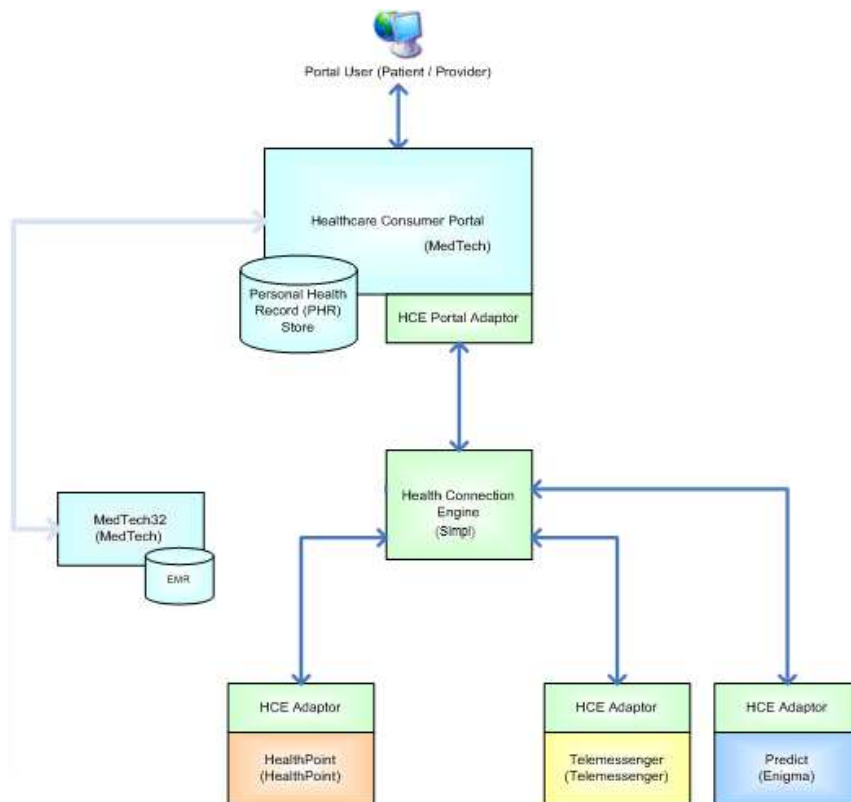 Portal User (Patient / Provider)
Healthcare Consumer Portal
(MedTech)
Personal Health
Record (PHR)
Store
HCE Portal Adaptor
Health Connection
Engine
(Simpl)
MedTech32
(MedTech)
EMR
HCE Adaptor
HCE Adaptor
HCE Adaptor
HealthPoint
(HealthPoint)
Telemessenger
(Telemessenger)
Predict
(Enigma)